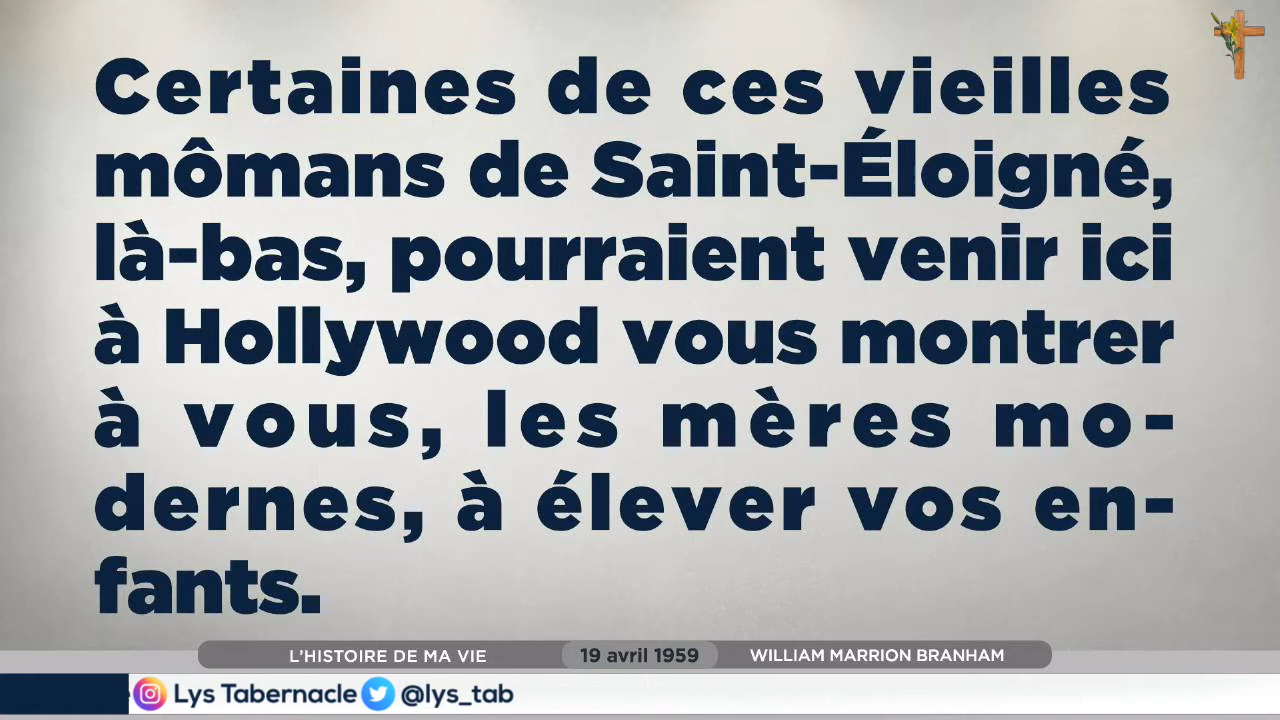 Certaines de ces vieilles
mômans de Saint-Éloigné,
là-bas, pourraient venir ici
à Hollywood vous montrer
à vous, les mères mo-
dernes, à élever vos en-
fants.
L'HISTOIRE DE MA VIE 19 avril 1959 WILLIAM MARRION BRANHAM
Lys Tabernacle @lys_tab